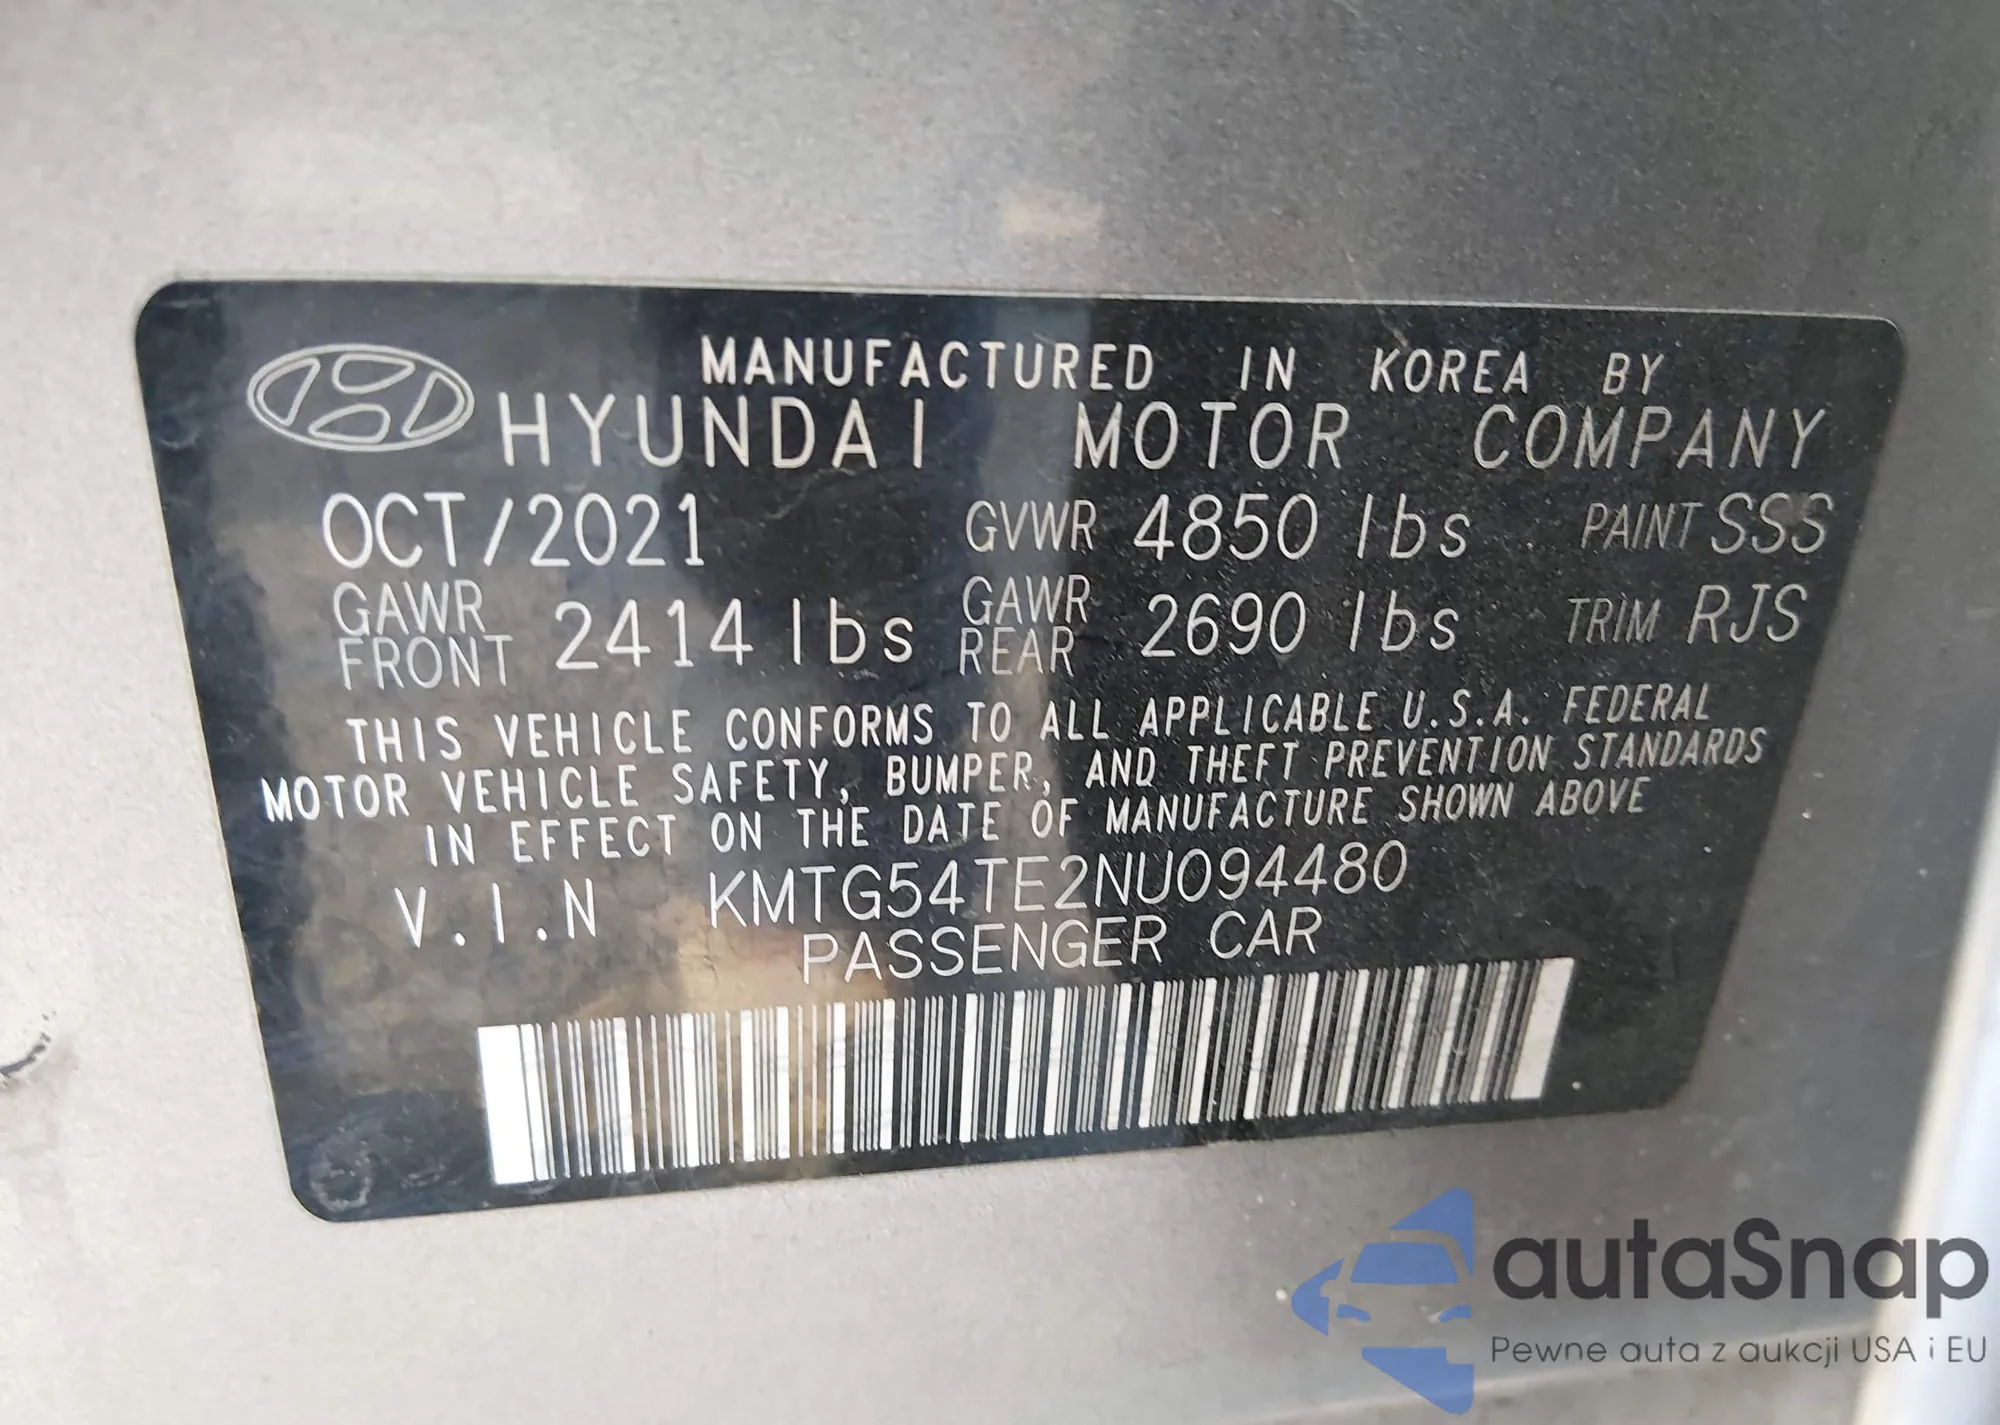 MANUFACTURED IN KOREA BY
HYUNDAI MOTOR COMPANY
OCT/2021 GVWR 4850 lbs PAINT SSS
GAWR FRONT 2414 lbs GAWR REAR 2690 lbs TRIM RJS
THIS VEHICLE CONFORMS TO ALL APPLICABLE U.S.A. FEDERAL
MOTOR VEHICLE SAFETY, BUMPER, AND THEFT PREVENTION STANDARDS
IN EFFECT ON THE DATE OF MANUFACTURE SHOWN ABOVE
V.I.N KMTG54TE2NU094480
PASSENGER CAR
autaSnap
Pewne auta z aukcji USA i EU